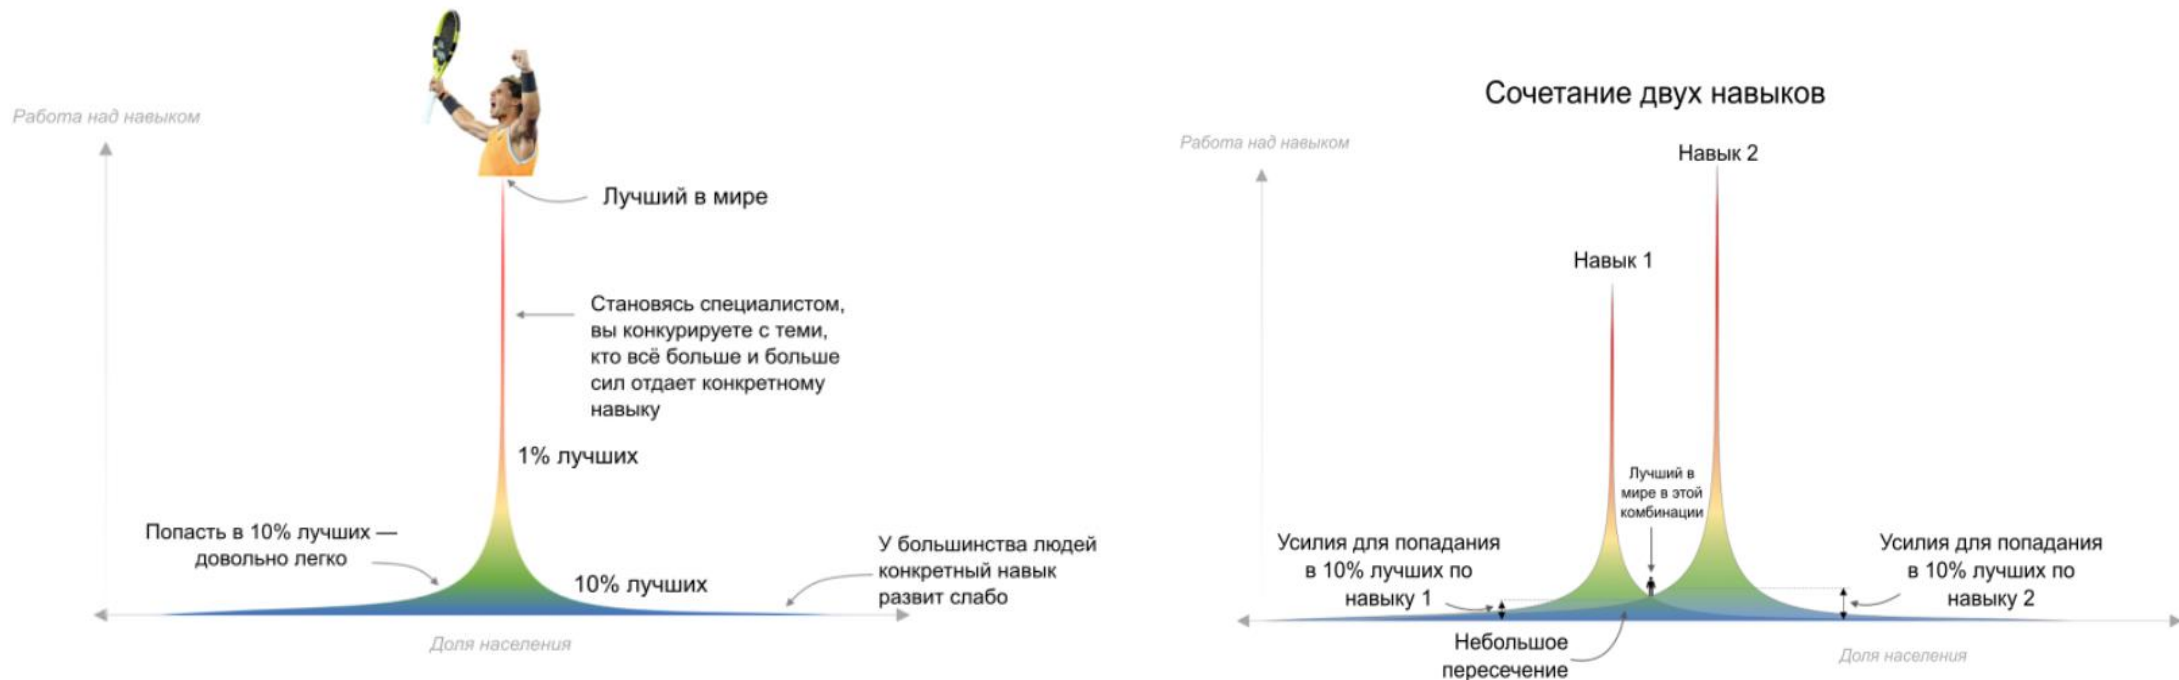 Работа над навыком
Лучший в мире
Становясь специалистом,
вы конкурируете с теми,
кто всё больше и больше
сил отдает конкретному
навыку
1% лучших
Попасть в 10% лучших —
довольно легко
10% лучших
У большинства людей
конкретный навык
развит слабо
Доля населения
Сочетание двух навыков
Работа над навыком
Навык 2
Навык 1
Лучший в
мире в этой
комбинации
Усилия для попадания
в 10% лучших по
навыку 1
Усилия для попадания
в 10% лучших по
навыку 2
Небольшое
пересечение
Доля населения